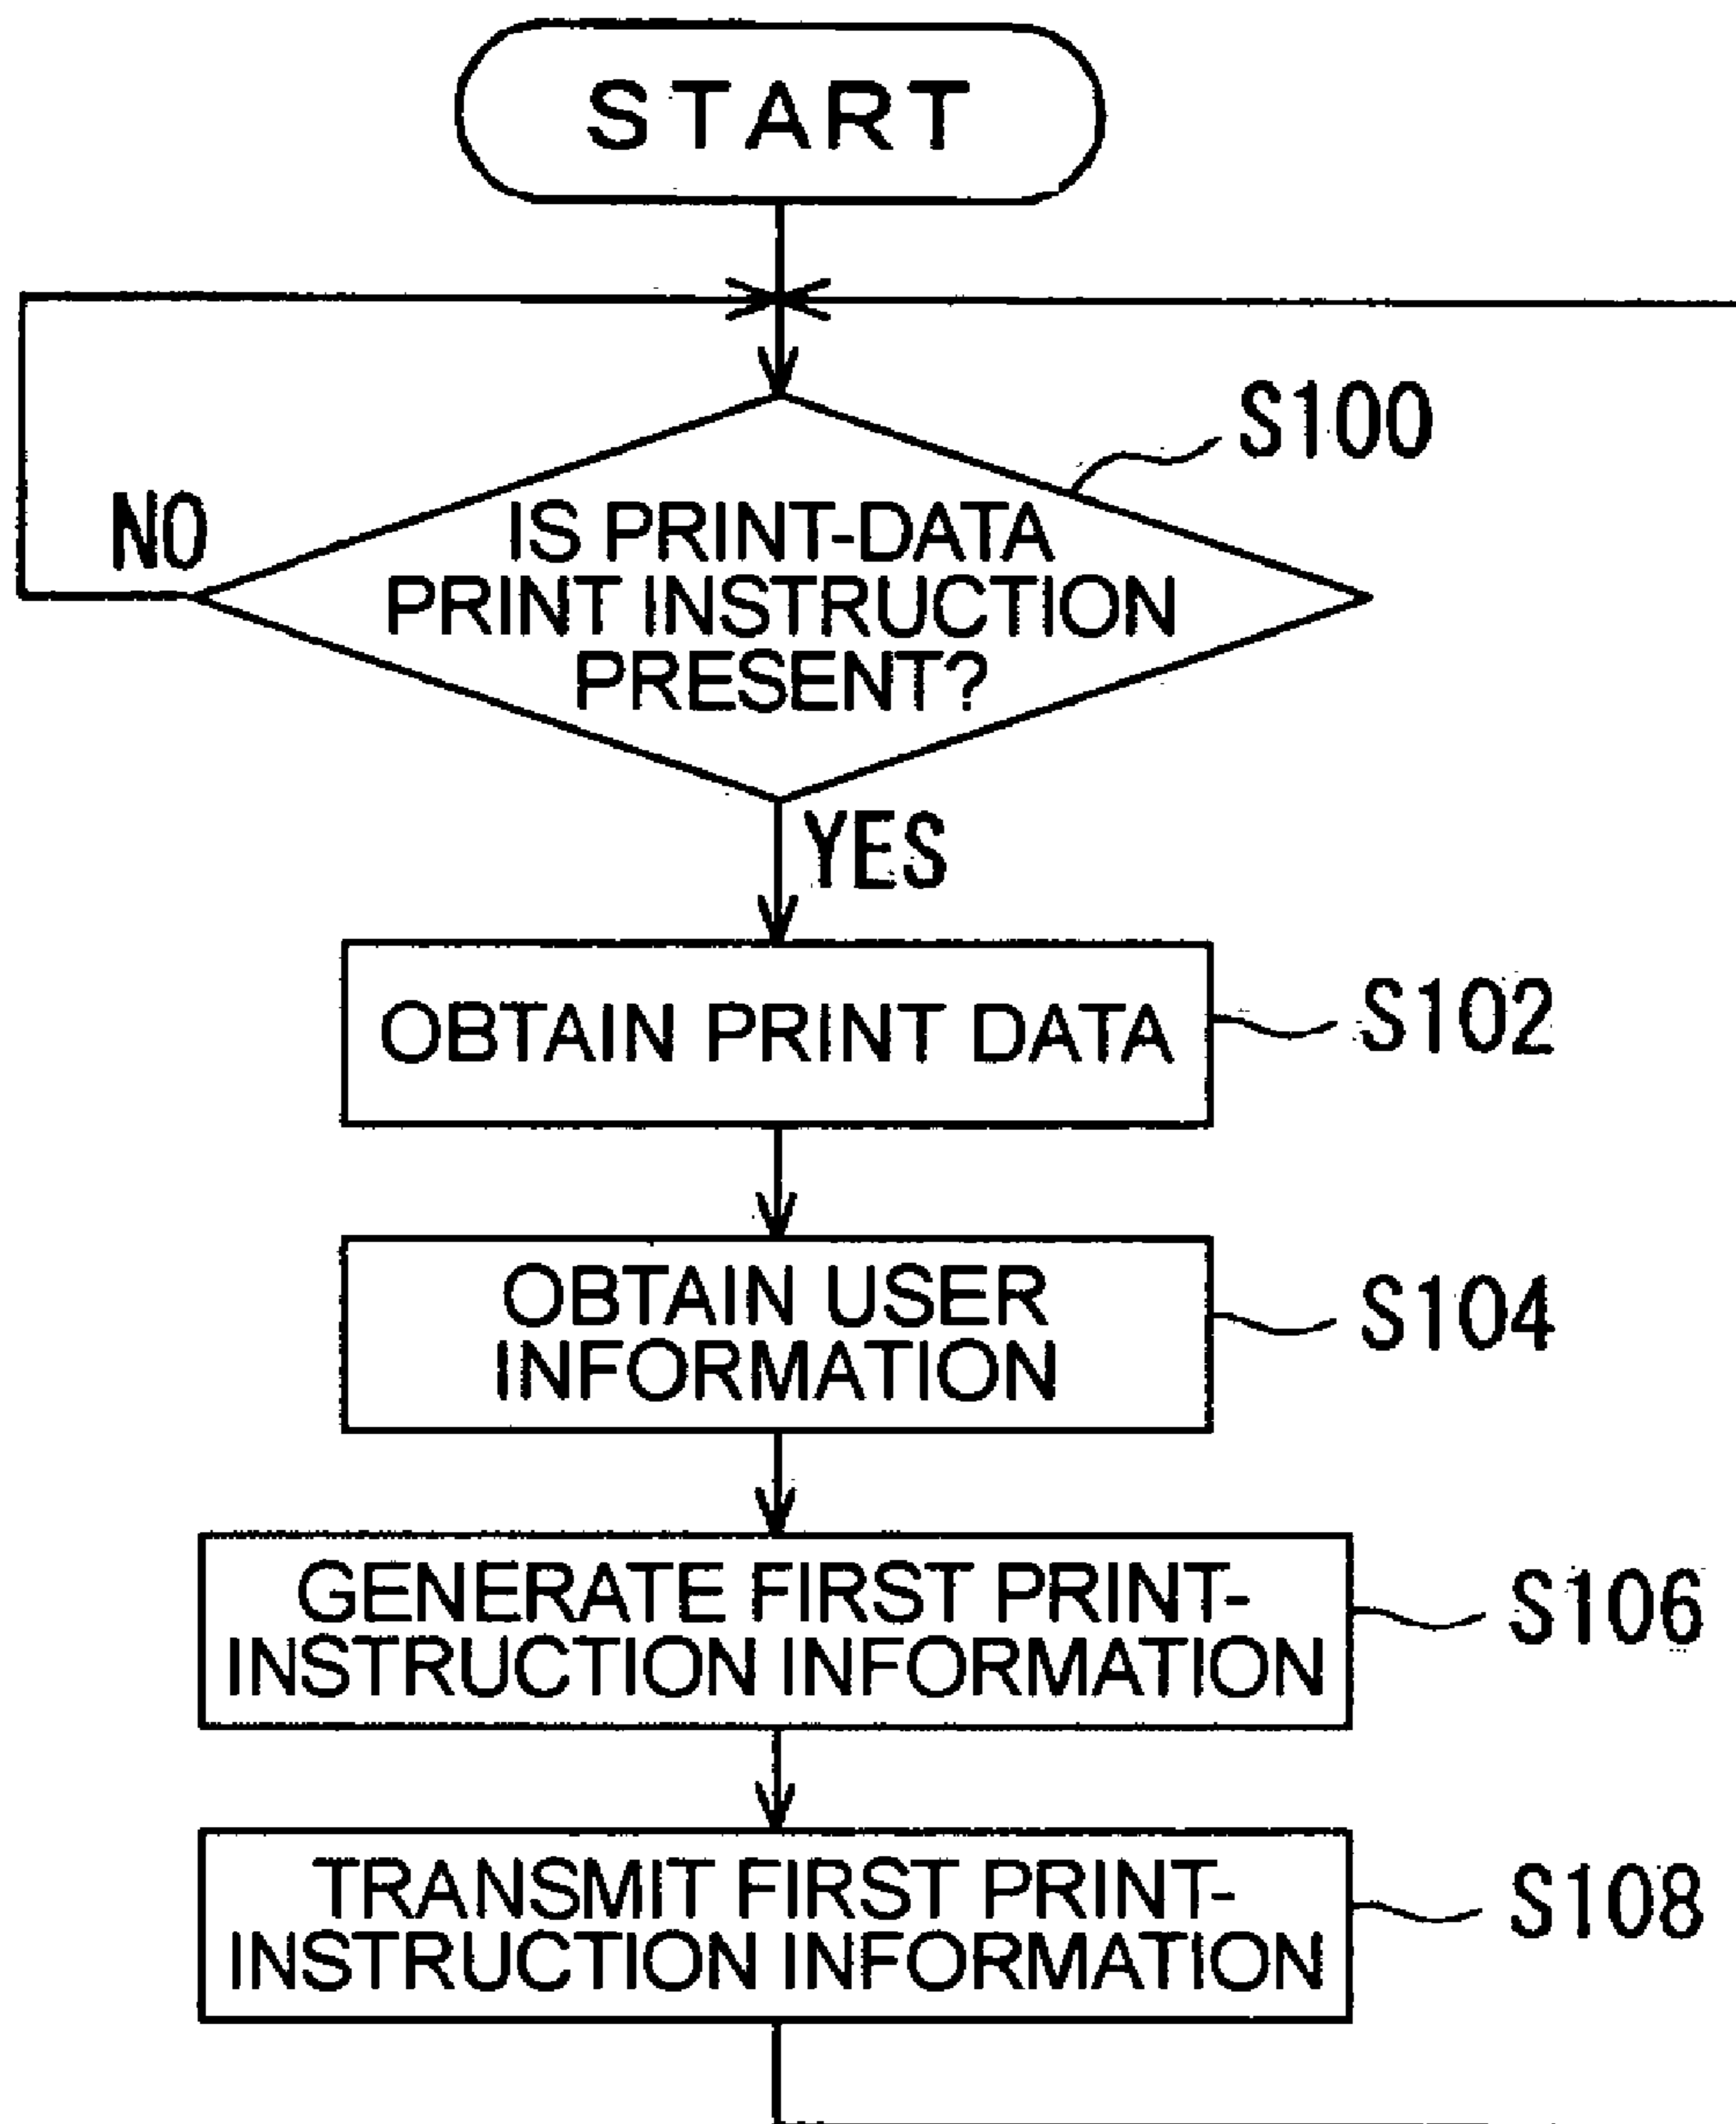 START
S100
NO
IS PRINT-DATA
PRINT INSTRUCTION
PRESENT?
YES
OBTAIN PRINT DATA
S102
OBTAIN USER
INFORMATION
S104
GENERATE FIRST PRINT-
INSTRUCTION INFORMATION
S106
TRANSMIT FIRST PRINT-
INSTRUCTION INFORMATION
S108